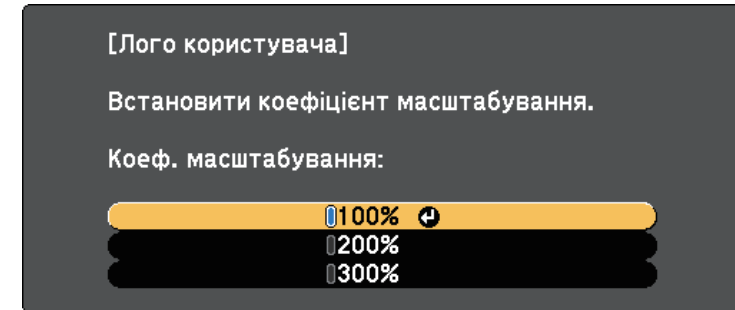 [Лого користувача]
Встановити коефіцієнт масштабування.
Коеф. масштабування:
100%
200%
300%